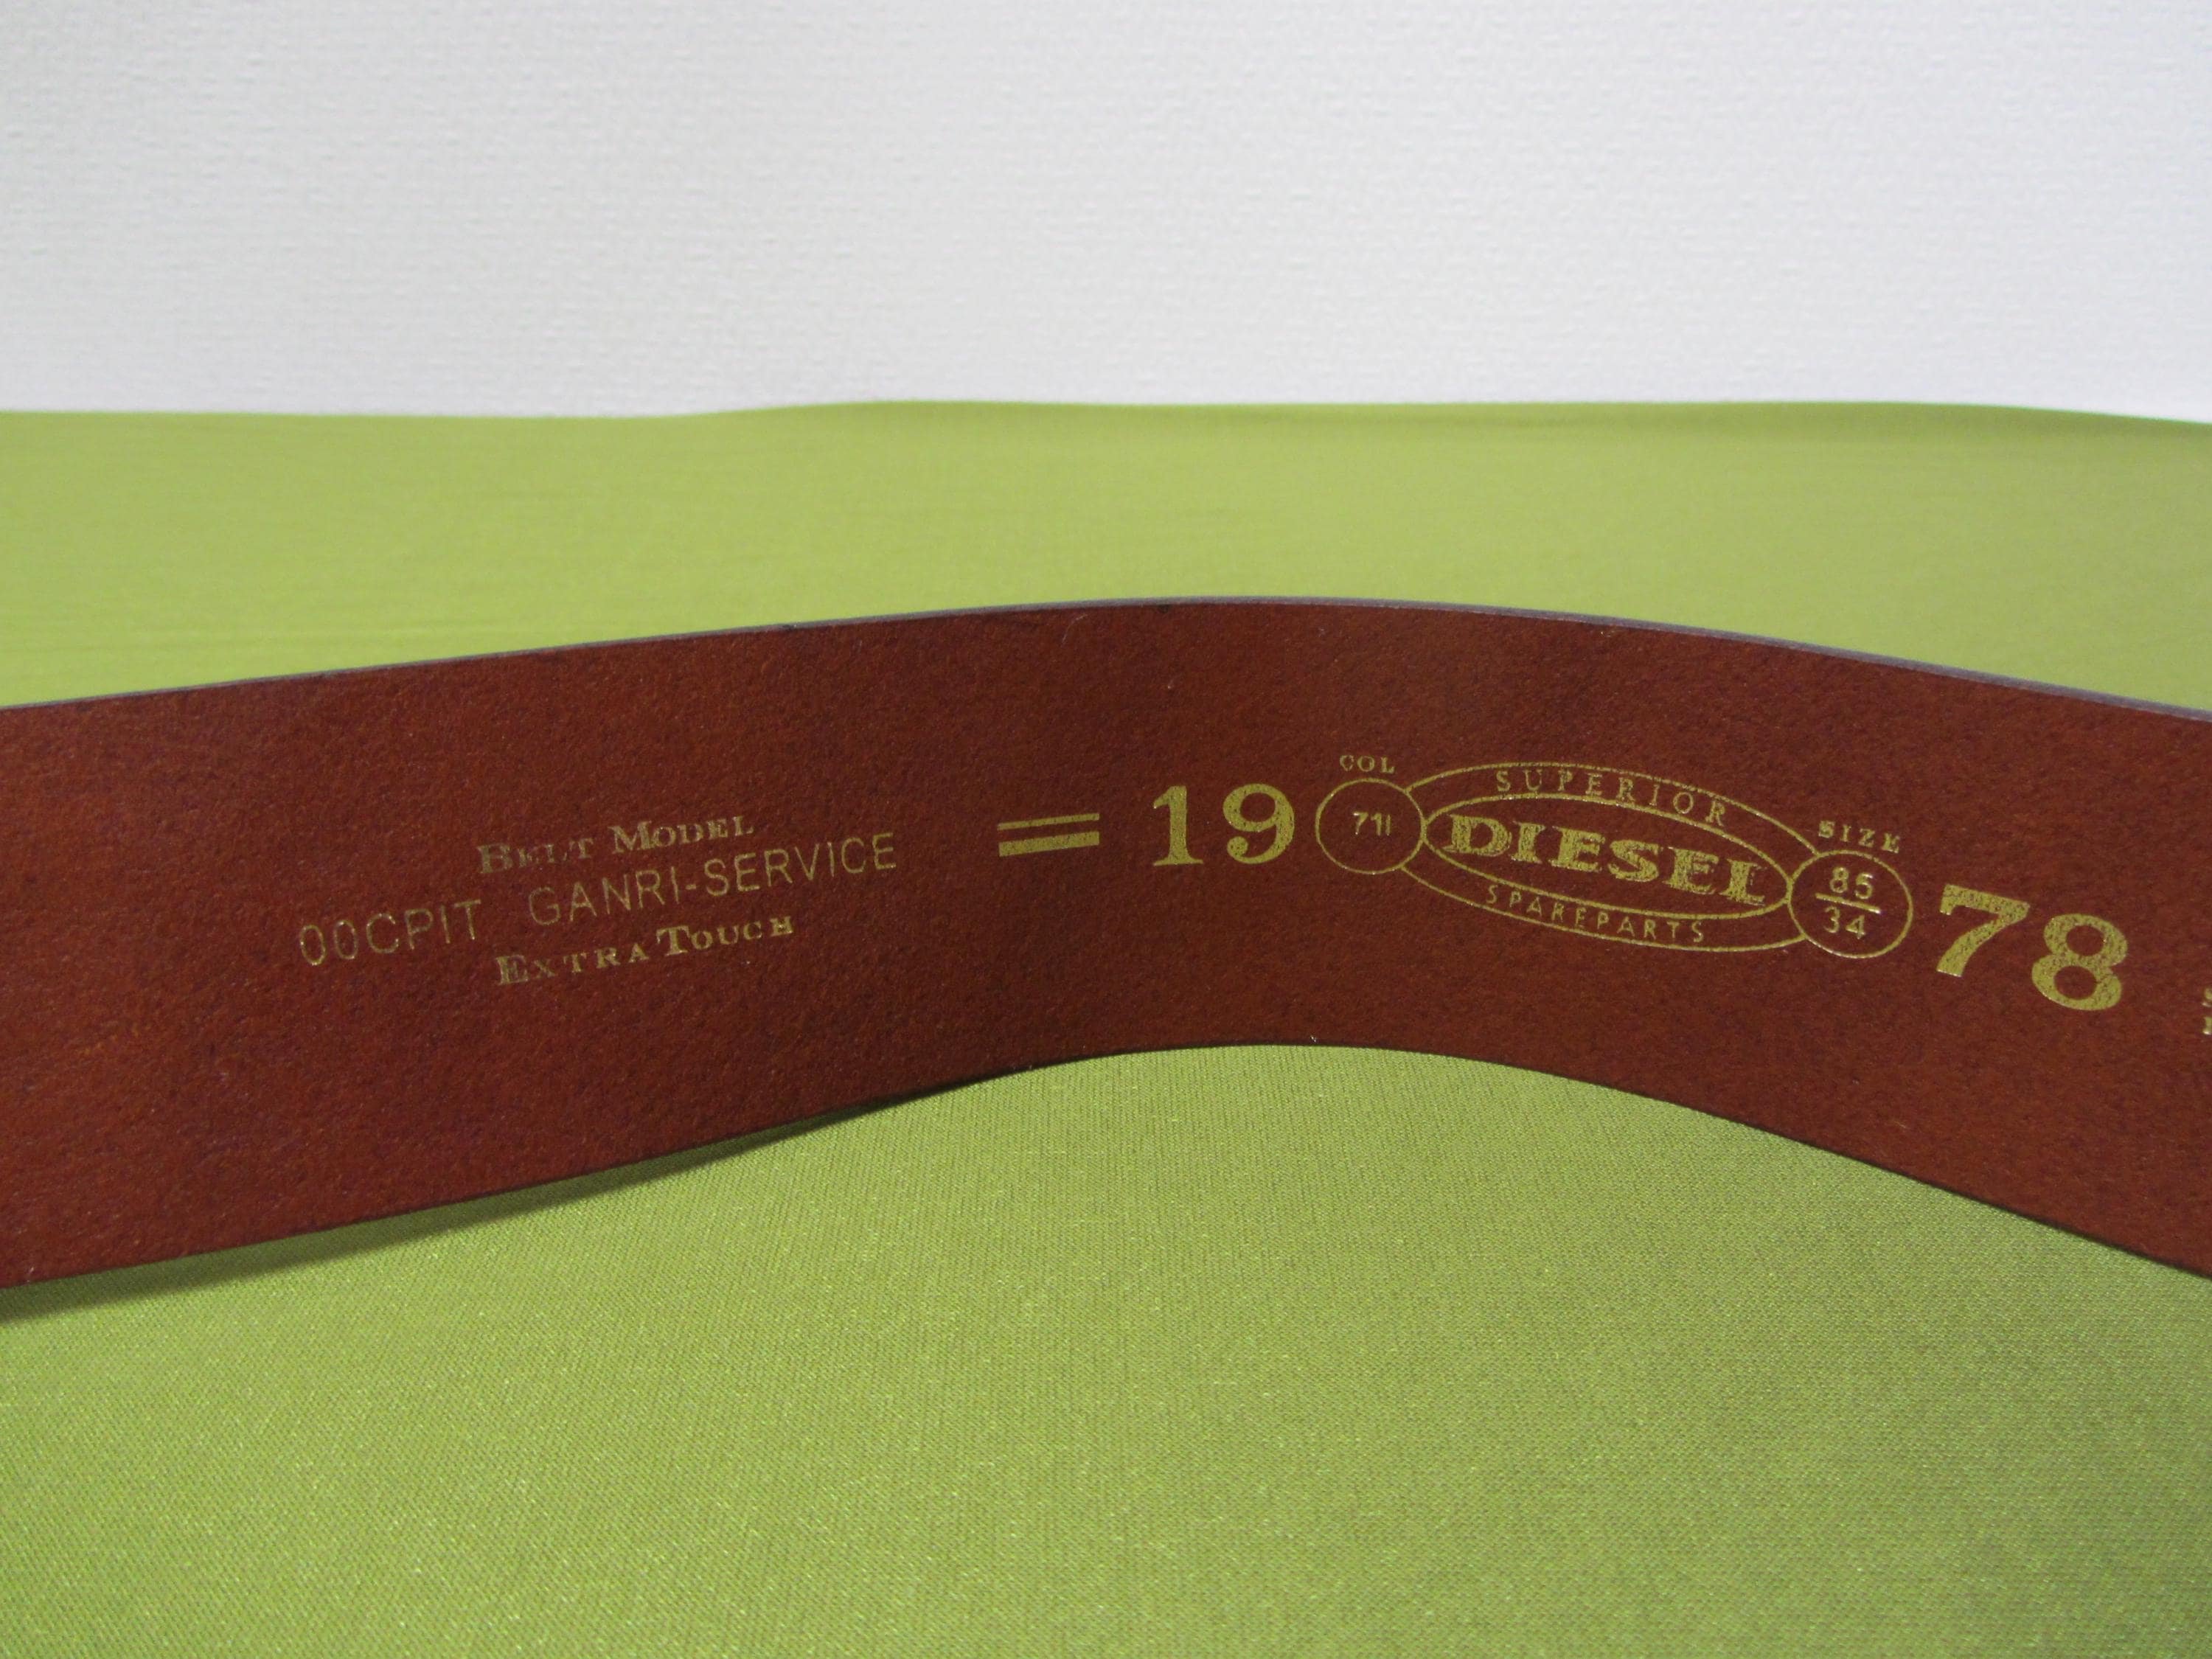 BELT MODEL
00CPIT GANRI-SERVICE
EXTRA TOUCH
= 19
COL
711
SUPERIOR
DIESEL
SPAREPARTS
SIZE
85
34
78